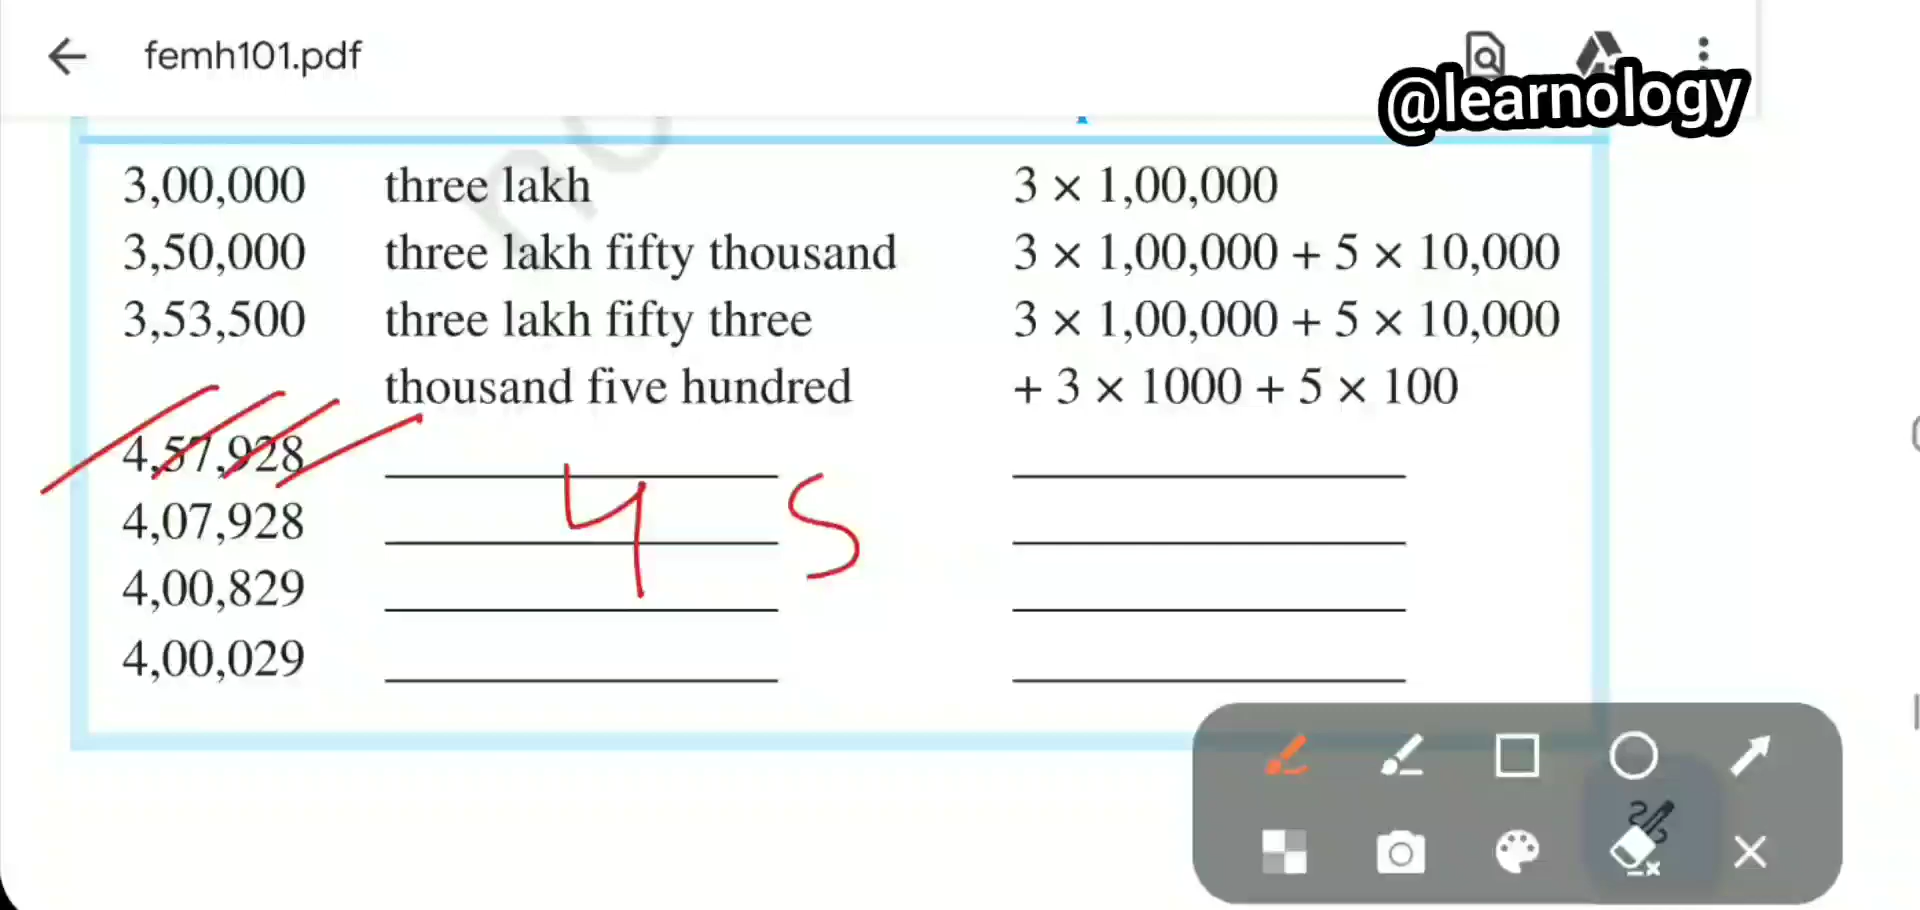 femh101.pdf
@learnology
3,00,000 three lakh 3 × 1,00,000
3,50,000 three lakh fifty thousand 3 × 1,00,000 + 5 × 10,000
3,53,500 three lakh fifty three 3 × 1,00,000 + 5 × 10,000
thousand five hundred + 3 × 1000 + 5 × 100
4,57,928
4,07,928
4 5
4,00,829
4,00,029